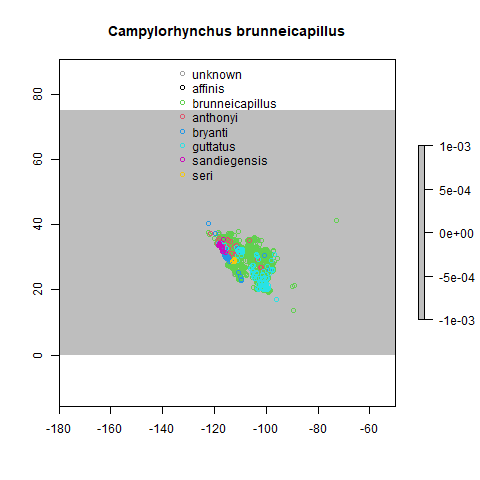 Campylorhynchus brunneicapillus
unknown
affinis
brunneicapillus
anthonyi
bryanti
guttatus
sandiegensis
seri
80
60
40
20
0
-180
-160
-140
-120
-100
-80
-60
1e-03
5e-04
0e+00
-5e-04
-1e-03